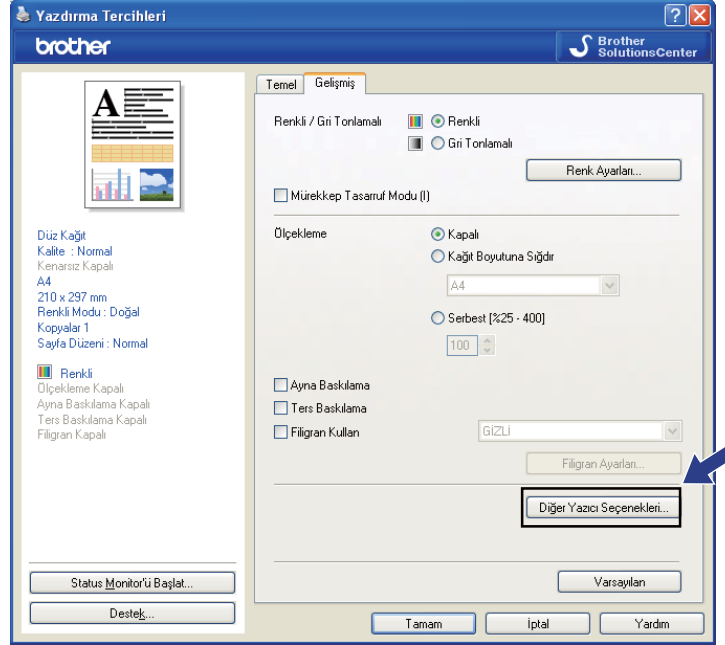 Yazdırma Tercihleri
brother
Brother
SolutionsCenter
A
Düz Kağıt
Kalite : Normal
Kenarsız Kapalı
A4
210 x 297 mm
Renkli Modu : Doğal
Kopyalar 1
Sayfa Düzeni : Normal
Renkli
Ölçekleme Kapalı
Ayna Baskılama Kapalı
Ters Baskılama Kapalı
Filigran Kapalı
Status Monitor'ü Başlat...
Destek...
Temel Gelişmiş
Renkli / Gri Tonlamalı Renkli
Gri Tonlamalı
Renk Ayarları...
Mürekkep Tasarruf Modu (I)
Ölçekleme Kapalı
Kağıt Boyutuna Sığdır
A4
Serbest [%25 - 400]
100
Ayna Baskılama
Ters Baskılama
Filigran Kullan GİZLİ
Filigran Ayarları...
Diğer Yazıcı Seçenekleri...
Varsayılan
Tamam İptal Yardım